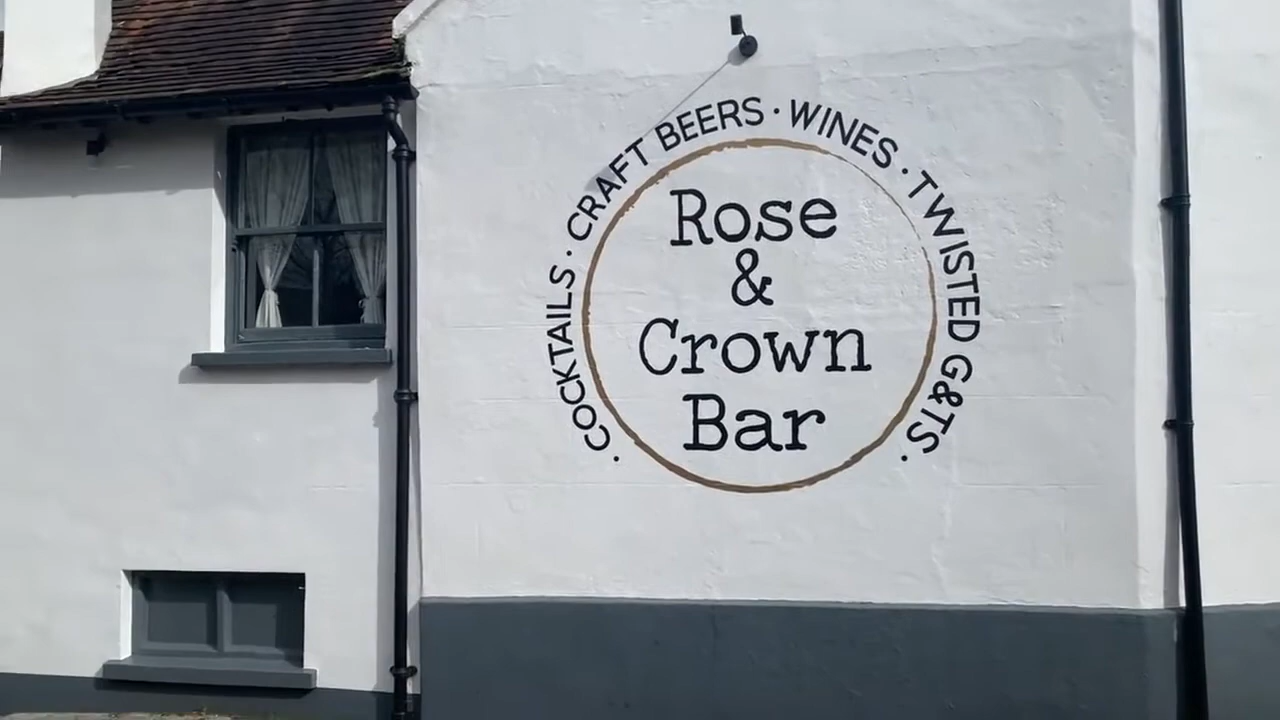 · COCKTAILS · CRAFT BEERS · WINES · TWISTED G&TS ·
Rose
&
Crown
Bar